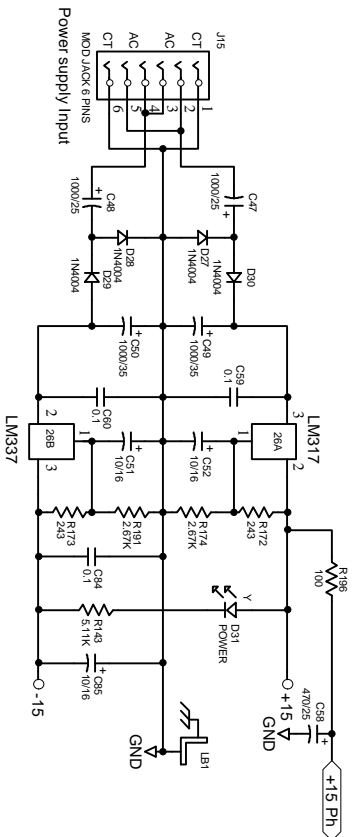 J15
CT
AC
AC
CT
1
2
3
4
5
6
MOD JACK 6 PINS
Power supply Input
C47
1000/25
+
C48
1000/25
+
D30
1N4004
D27
1N4004
D28
1N4004
D29
1N4004
C49
1000/35
+
C50
1000/35
+
C59
0.1
C60
0.1
LM317
26A
3
2
1
LM337
26B
2
3
1
C52
10/16
+
C51
10/16
+
R172
243
R174
2.67K
R191
2.67K
R173
243
C84
0.1
R196
100
Y
D31
POWER
R143
5.11K
C85
10/16
+
C58
470/25
+
GND
+15
-15
LB1
GND
+15 Ph